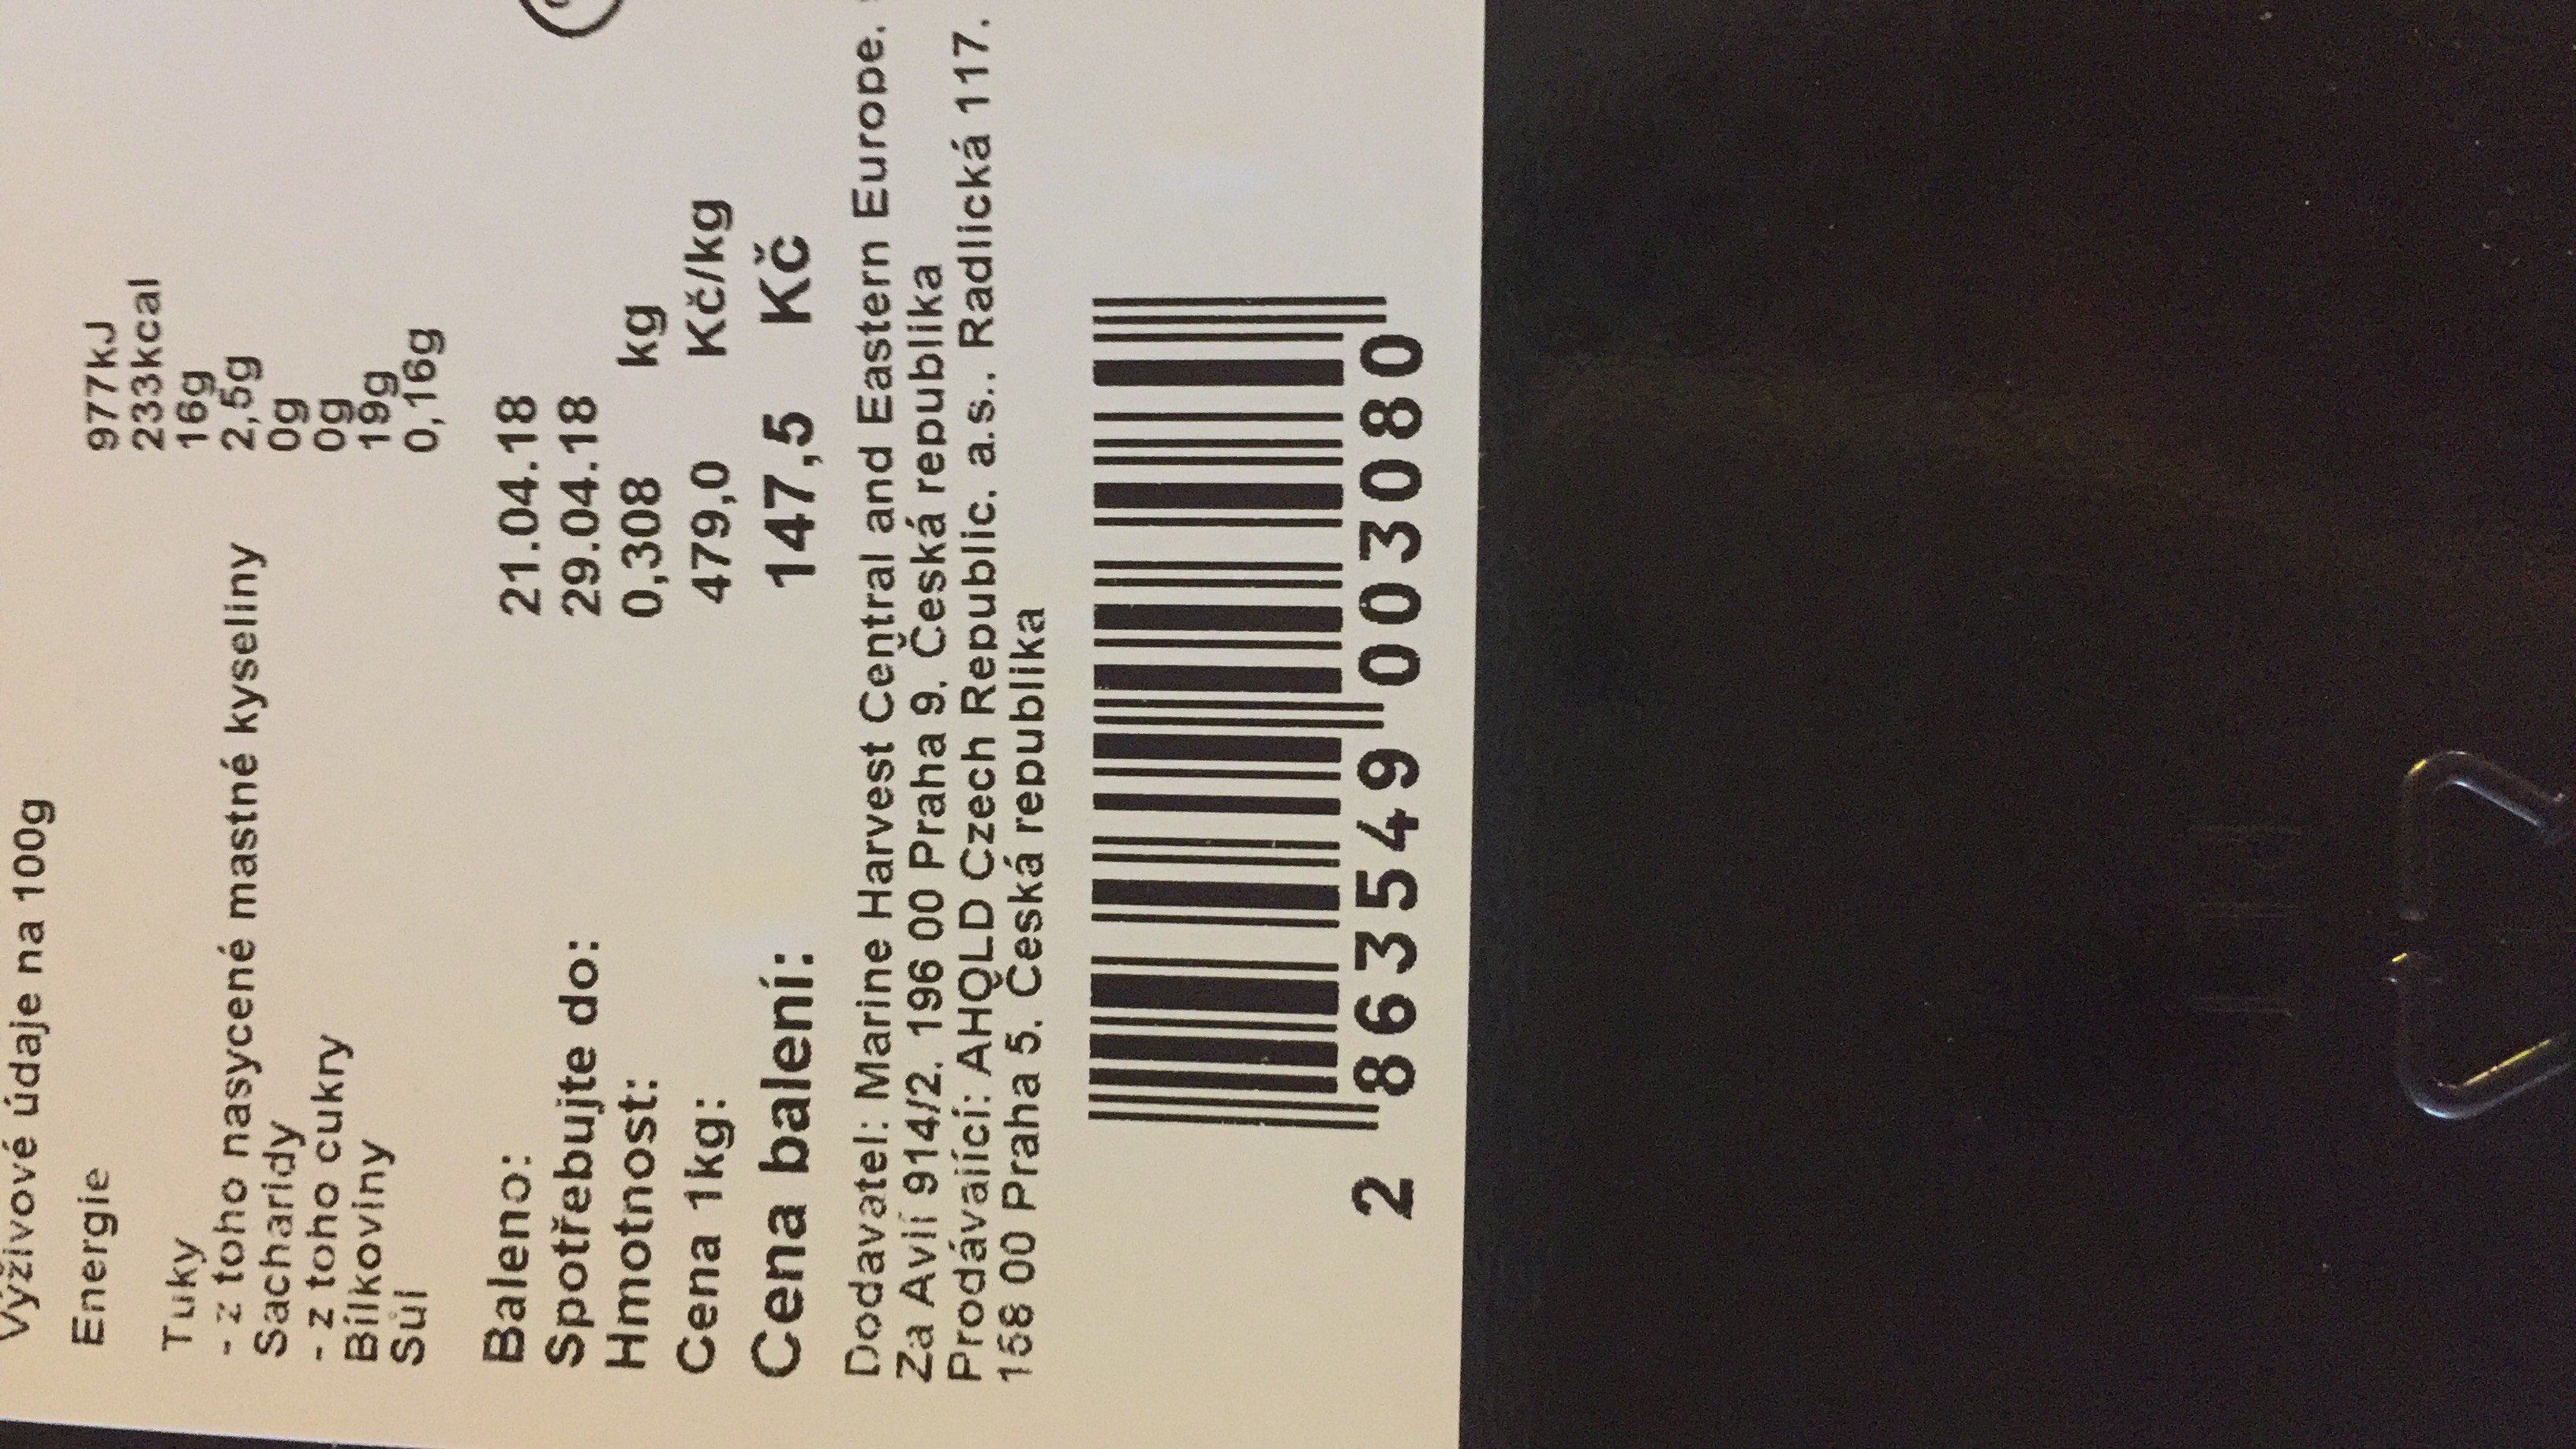 Výživové údaje na 100g
Energie 977kJ
233kcal
Tuky 16g
- z toho nasycené mastné kyseliny 2,5g
Sacharidy 0g
- z toho cukry 0g
Bílkoviny 19g
Sůl 0,16g
Baleno: 21.04.18
Spotřebujte do: 29.04.18
Hmotnost: 0,308 kg
Cena 1kg: 479,0 Kč/kg
Cena balení: 147,5 Kč
Dodavatel: Marine Harvest Central and Eastern Europe.
Za Avií 914/2. 196 00 Praha 9. Česká republika
Prodávající: AHOLD Czech Republic. a.s.. Radlická 117.
158 00 Praha 5. Česká republika
2 863549 003080